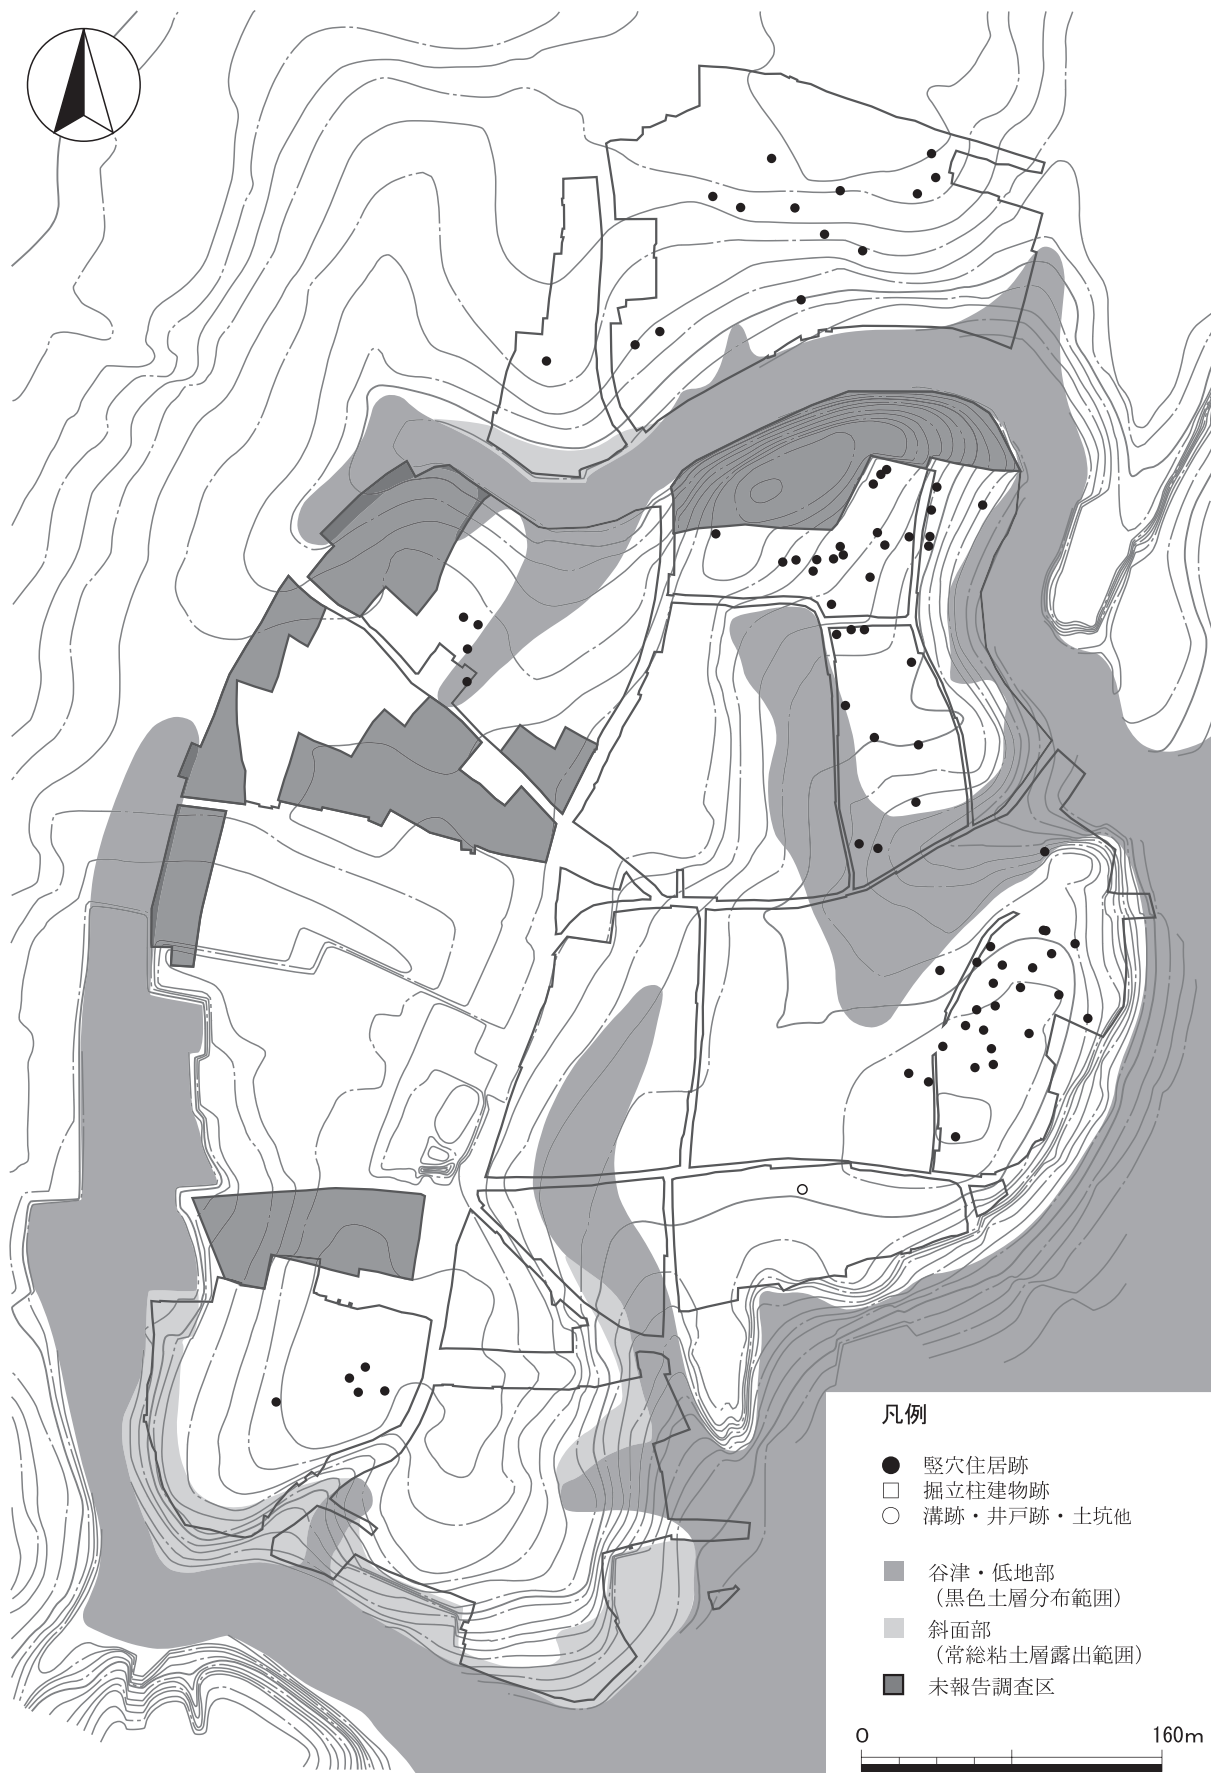 凡例
竪穴住居跡
掘立柱建物跡
溝跡・井戸跡・土坑他
谷津・低地部
（黒色土層分布範囲）
斜面部
（常総粘土層露出範囲）
未報告調査区
0 160m